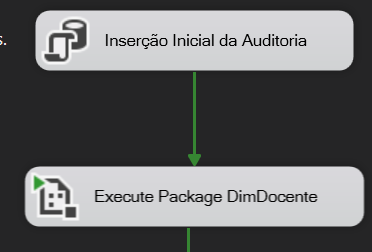 s.
Inserção Inicial da Auditoria
Execute Package DimDocente